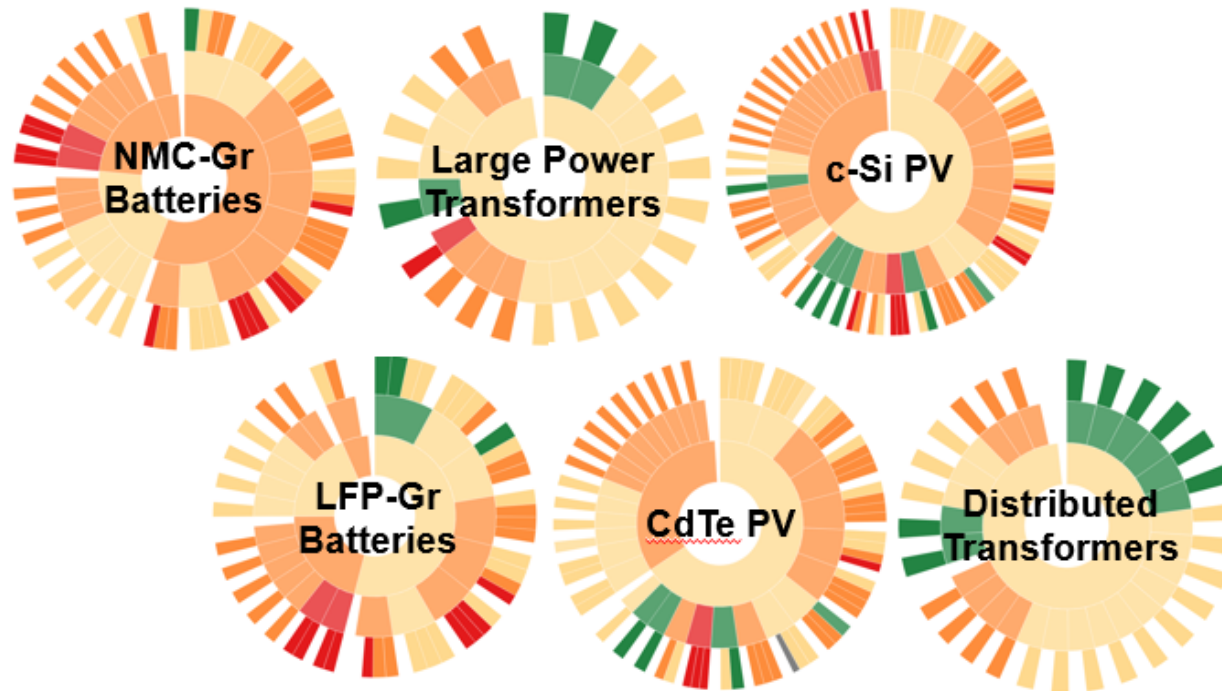 NMC-Gr
Batteries
Large Power
Transformers
c-Si PV
LFP-Gr
Batteries
CdTe PV
Distributed
Transformers